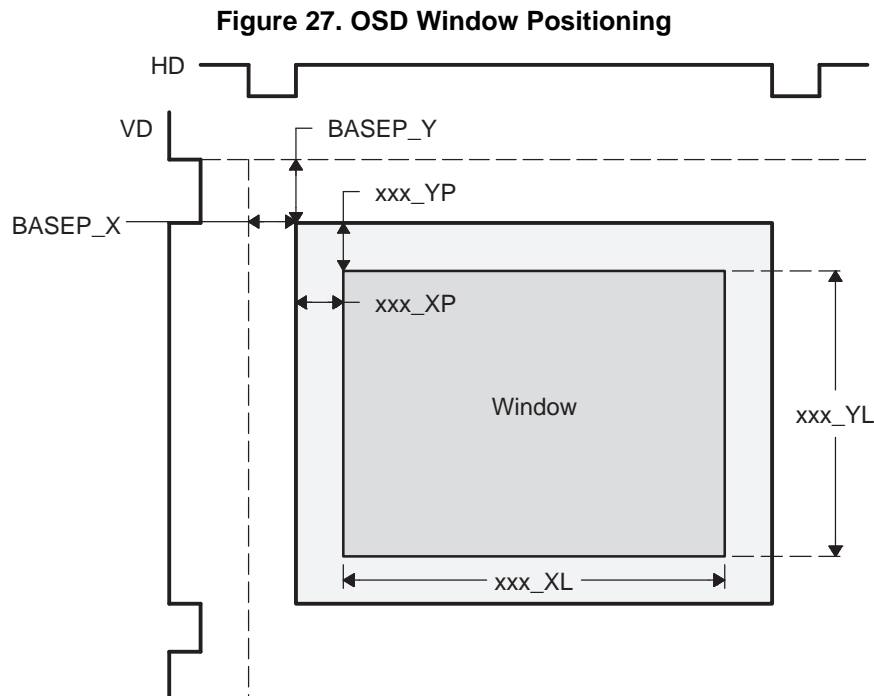 Figure 27. OSD Window Positioning
HD
VD
BASEP_Y
xxx_YP
BASEP_X
xxx_XP
Window
xxx_YL
xxx_XL